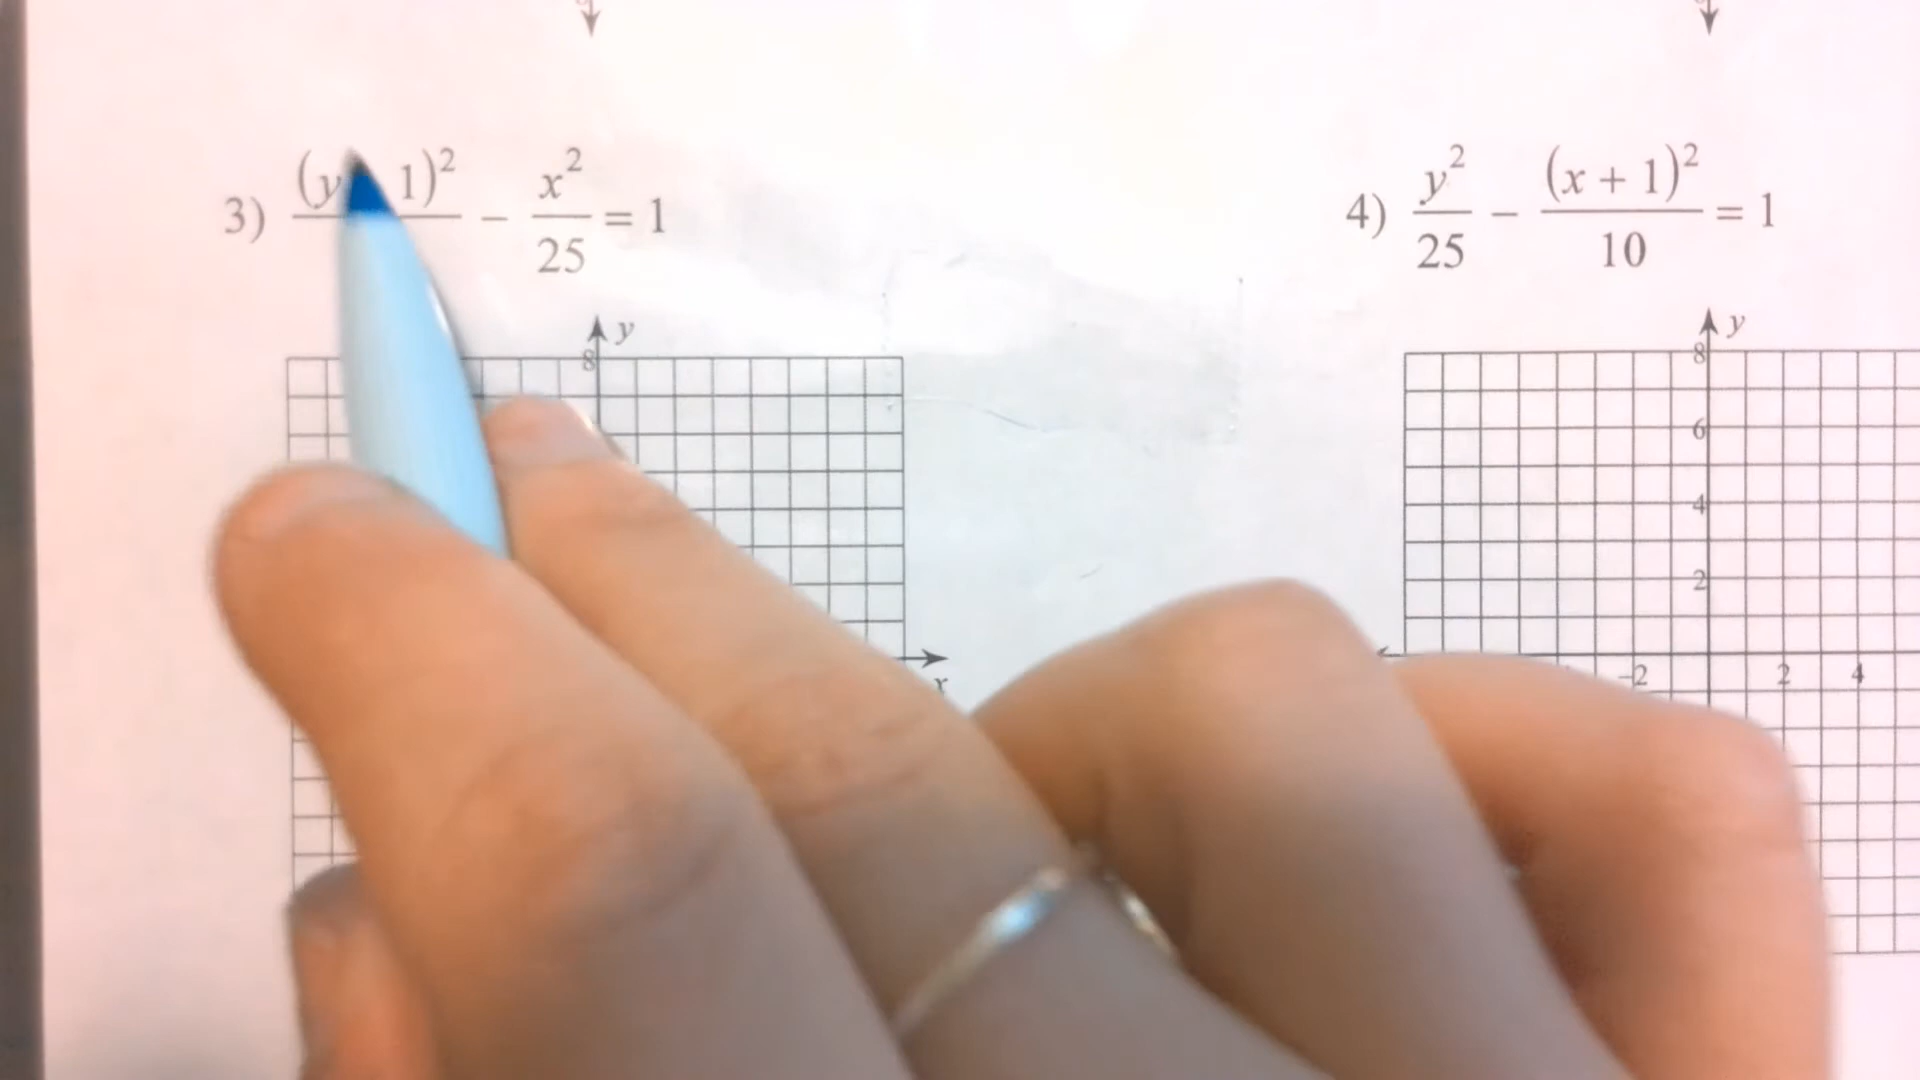 3) (y 1)² / − x²/25 = 1
4) y²/25 − (x + 1)²/10 = 1
y
8
x
y
8
6
4
2
-2 2 4